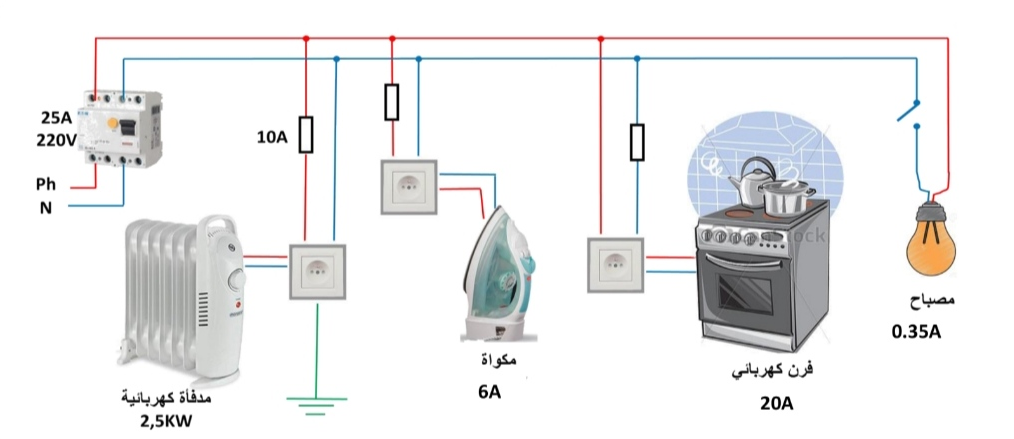 25A
220V
Ph
N
10A
مدفأة كهربائية
2,5KW
مكواة
6A
فرن كهربائي
20A
مصباح
0.35A